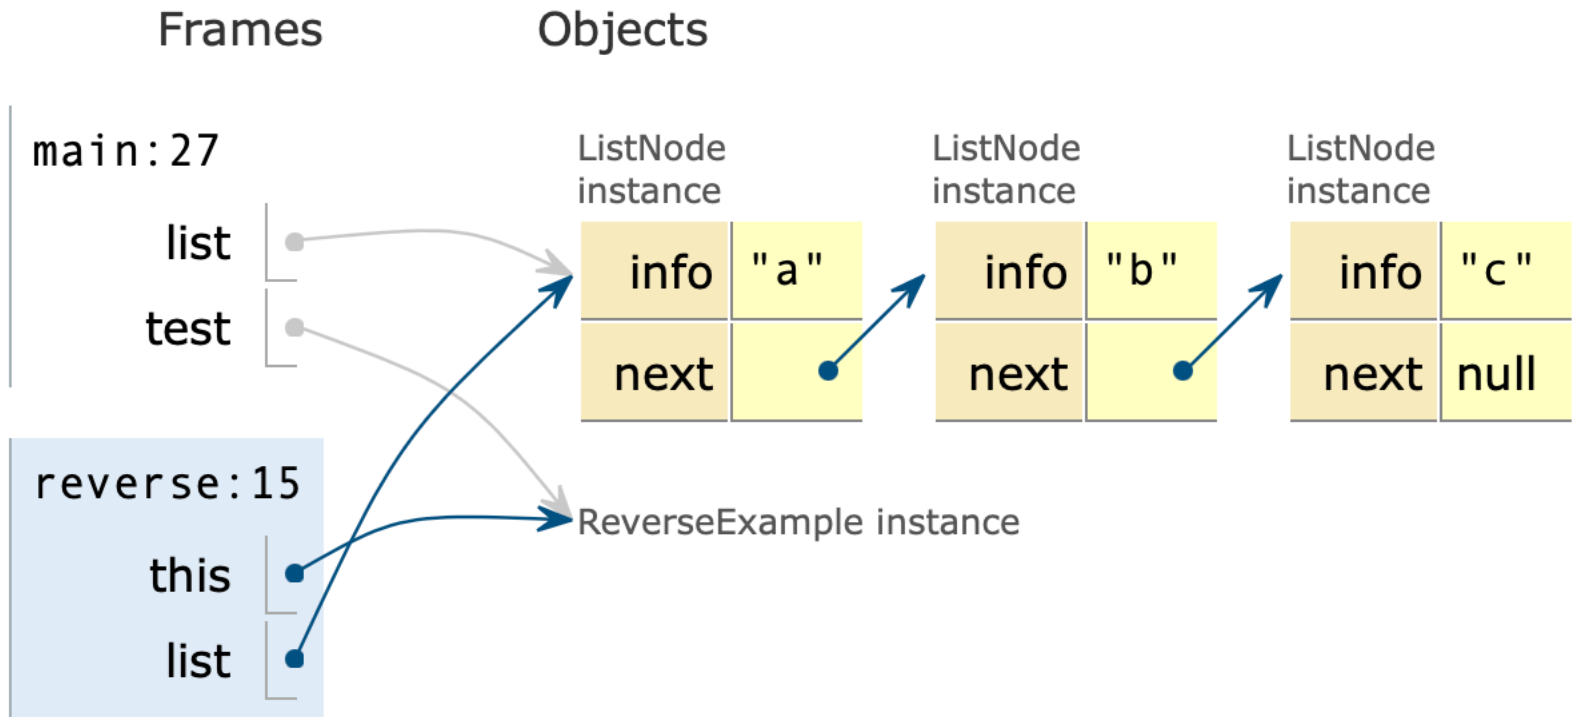 Frames Objects
main:27
list
test
ListNode instance
info "a"
next
ListNode instance
info "b"
next
ListNode instance
info "c"
next null
reverse:15
this
list
ReverseExample instance